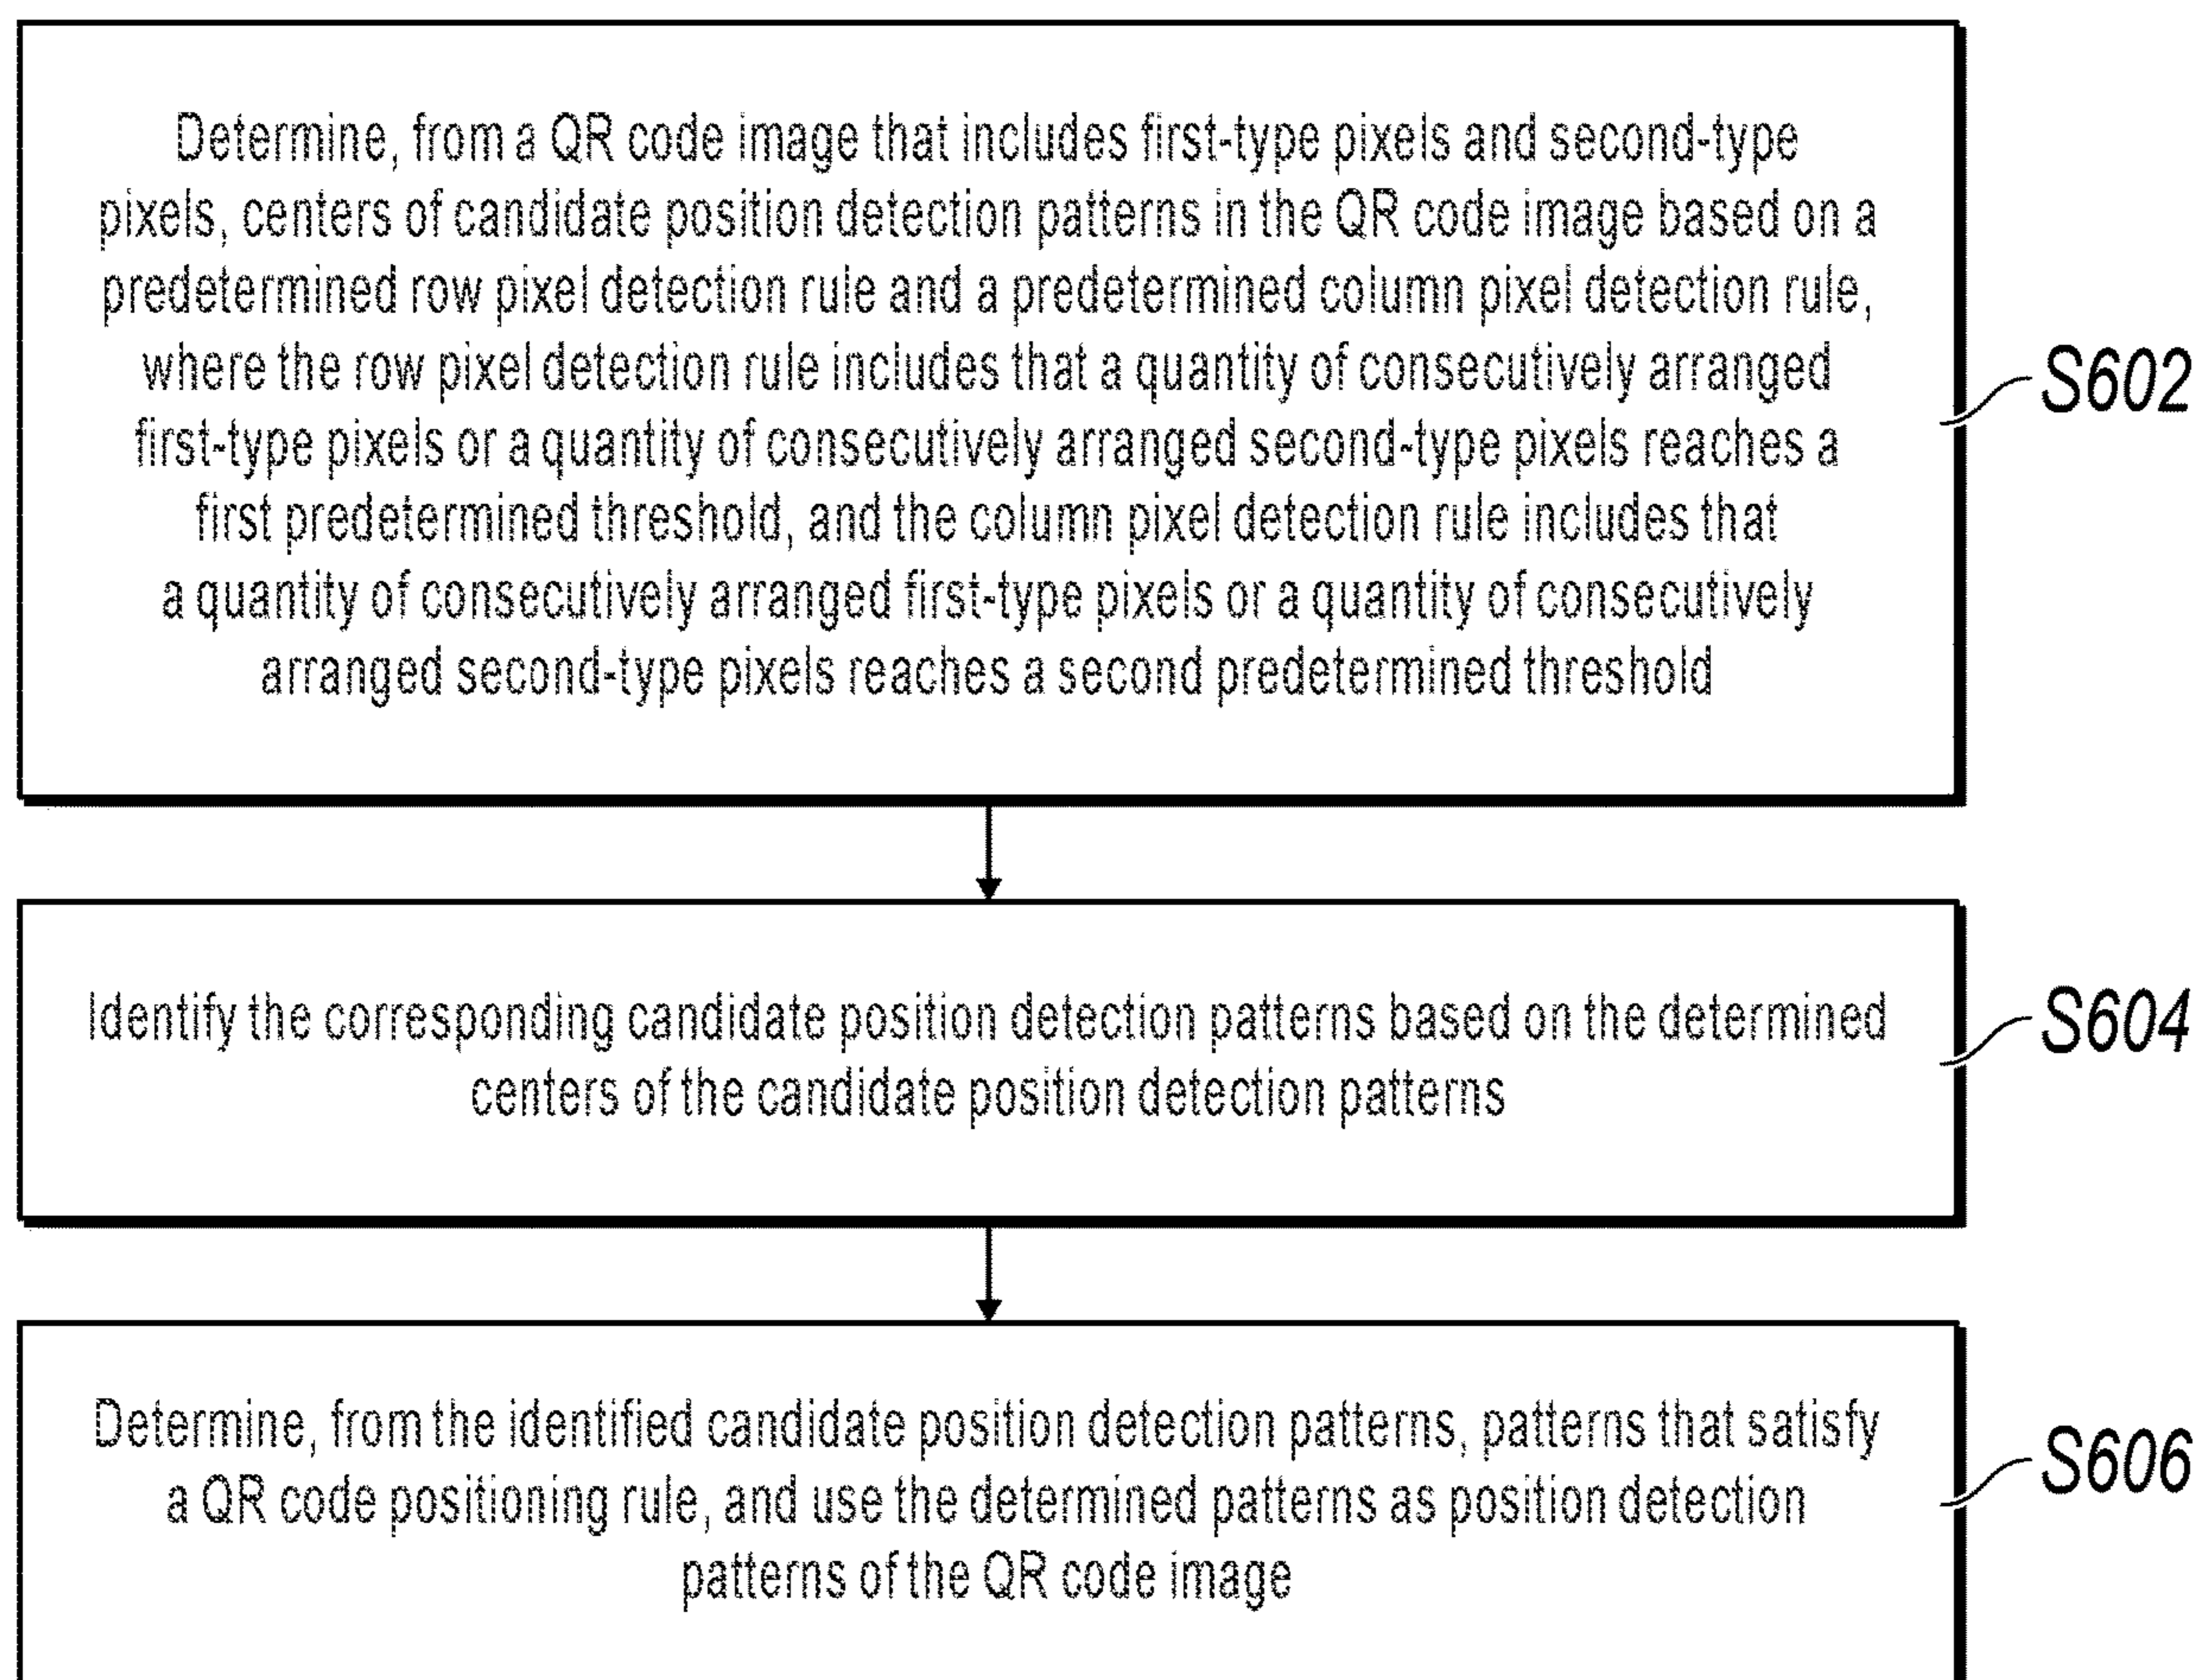 Determine, from a QR code image that includes first-type pixels and second-type
pixels, centers of candidate position detection patterns in the QR code image based on a
predetermined row pixel detection rule and a predetermined column pixel detection rule,
where the row pixel detection rule includes that a quantity of consecutively arranged
first-type pixels or a quantity of consecutively arranged second-type pixels reaches a
first predetermined threshold, and the column pixel detection rule includes that
a quantity of consecutively arranged first-type pixels or a quantity of consecutively
arranged second-type pixels reaches a second predetermined threshold
S602
Identify the corresponding candidate position detection patterns based on the determined
centers of the candidate position detection patterns
S604
Determine, from the identified candidate position detection patterns, patterns that satisfy
a QR code positioning rule, and use the determined patterns as position detection
patterns of the QR code image
S606